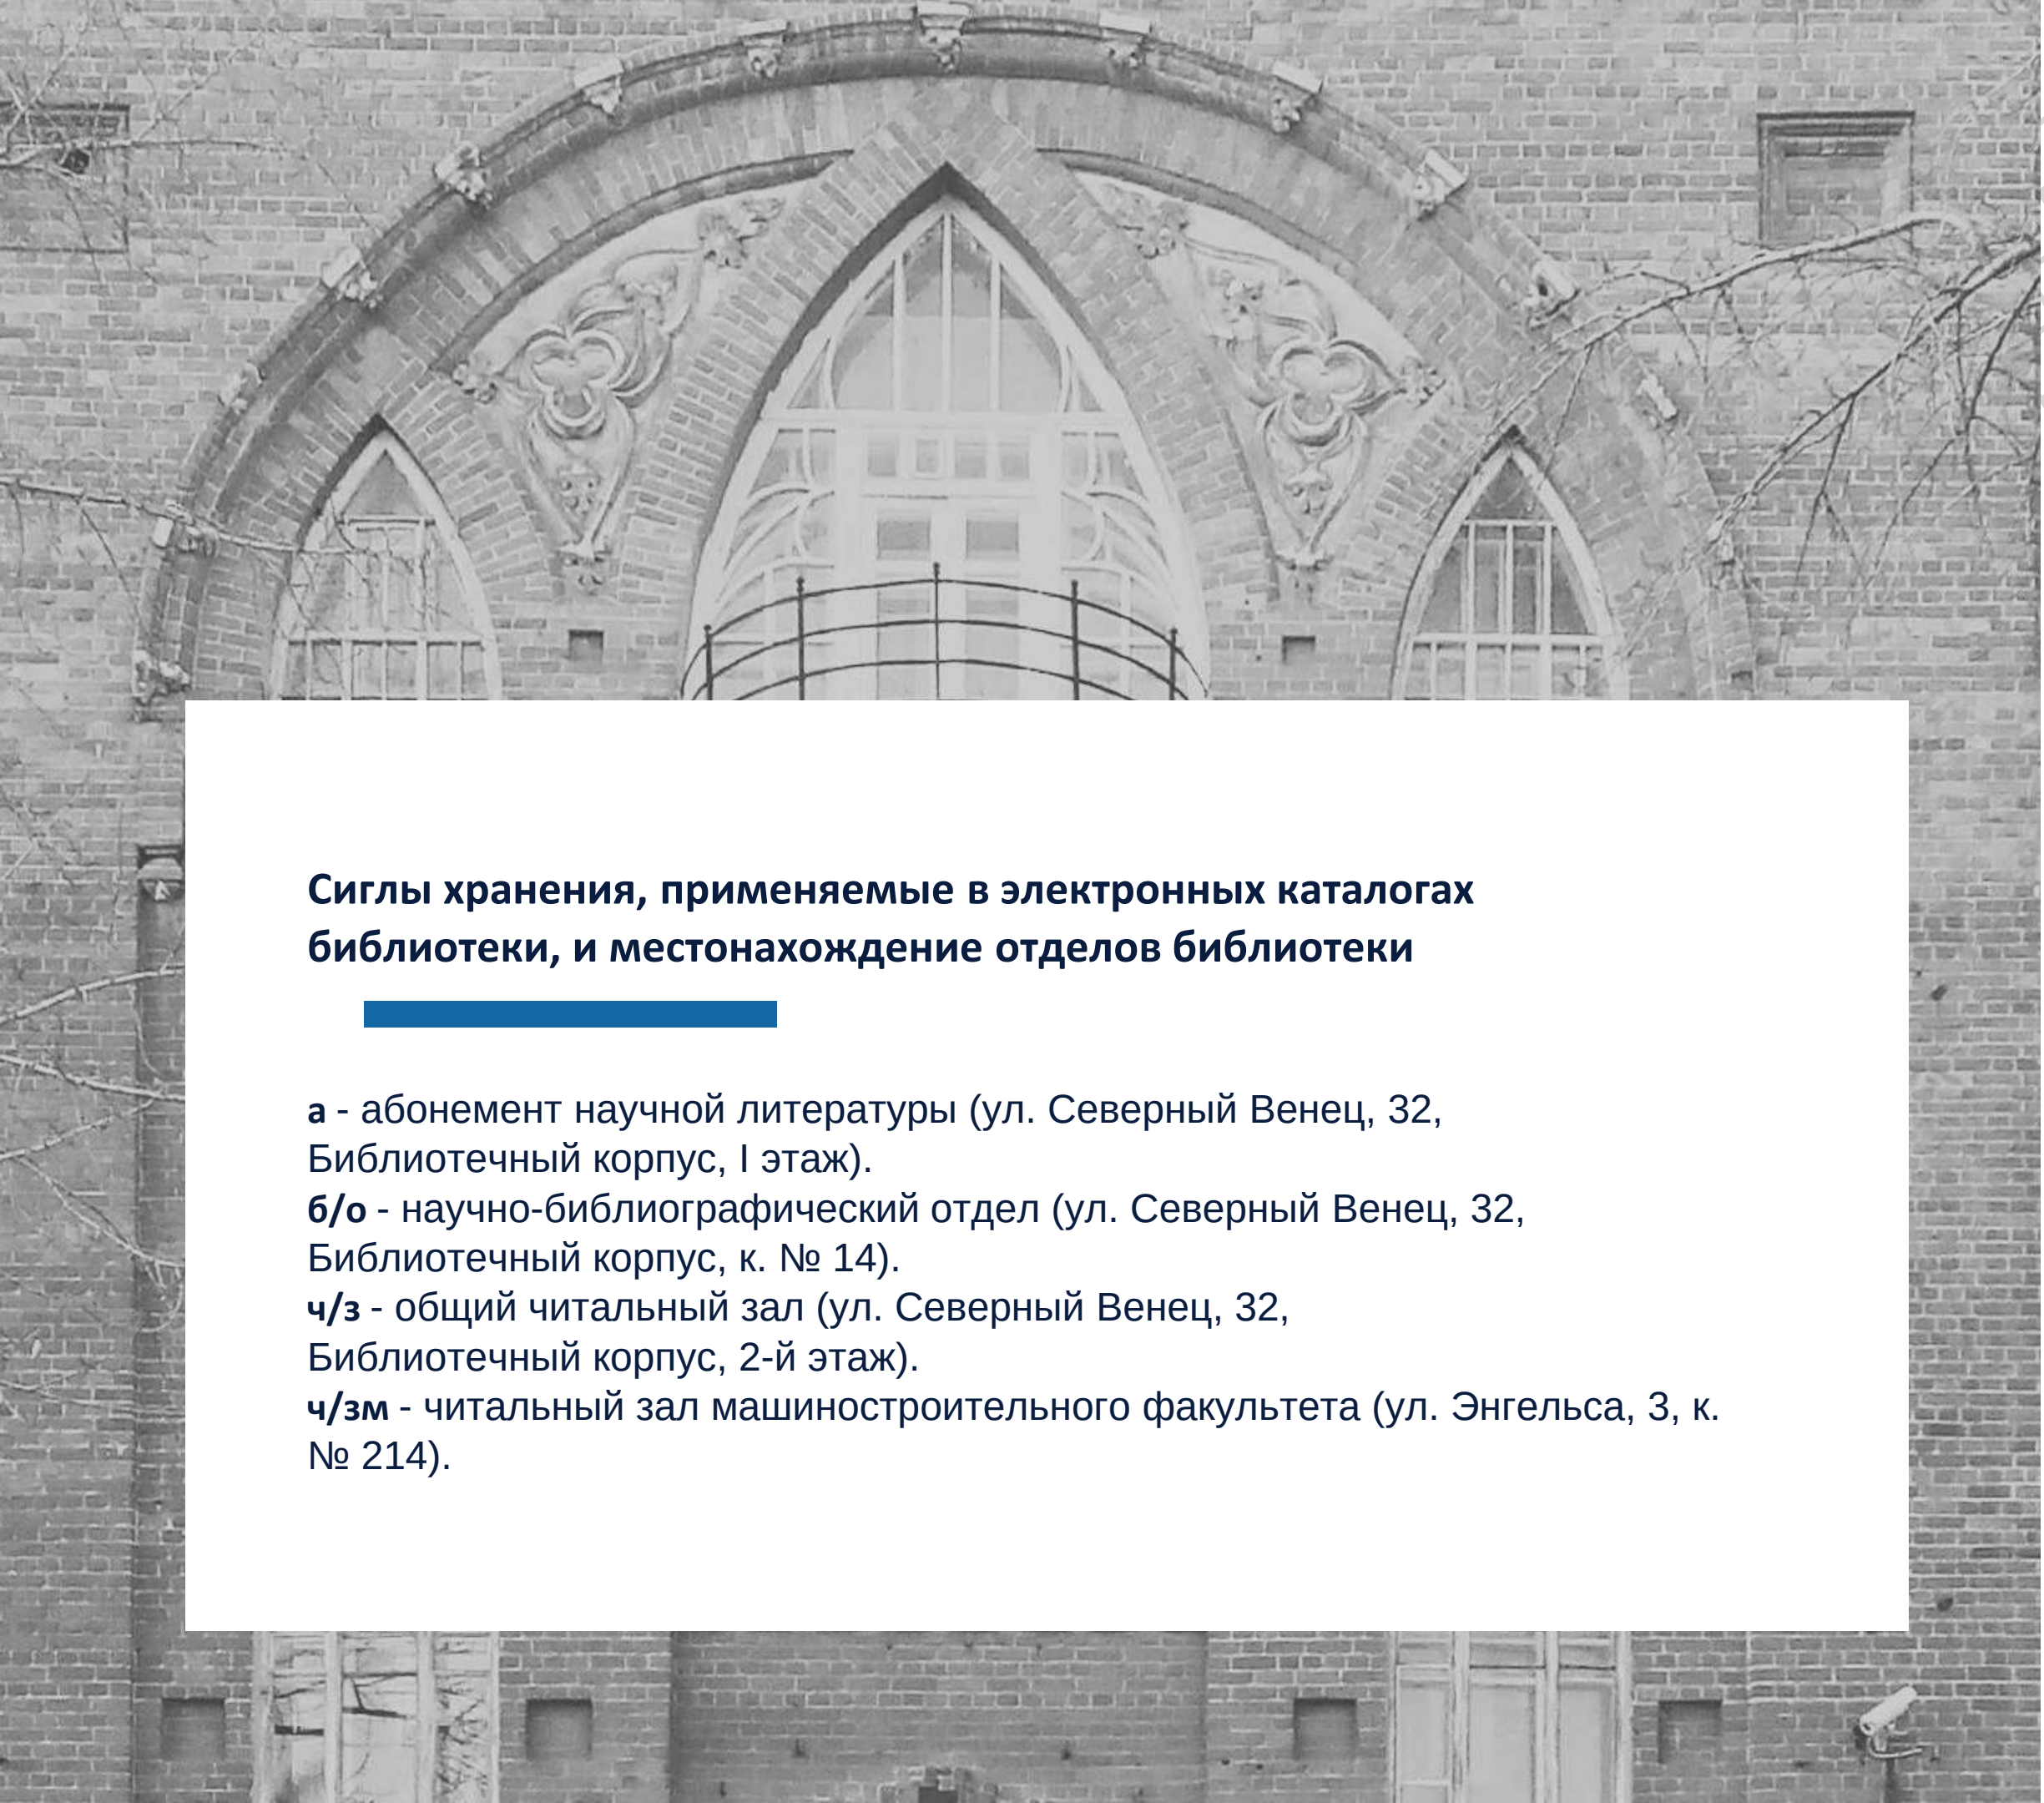 Сиглы хранения, применяемые в электронных каталогах
библиотеки, и местонахождение отделов библиотеки
а - абонемент научной литературы (ул. Северный Венец, 32,
Библиотечный корпус, I этаж).
б/о - научно-библиографический отдел (ул. Северный Венец, 32,
Библиотечный корпус, к. № 14).
ч/з - общий читальный зал (ул. Северный Венец, 32,
Библиотечный корпус, 2-й этаж).
ч/зм - читальный зал машиностроительного факультета (ул. Энгельса, 3, к.
№ 214).